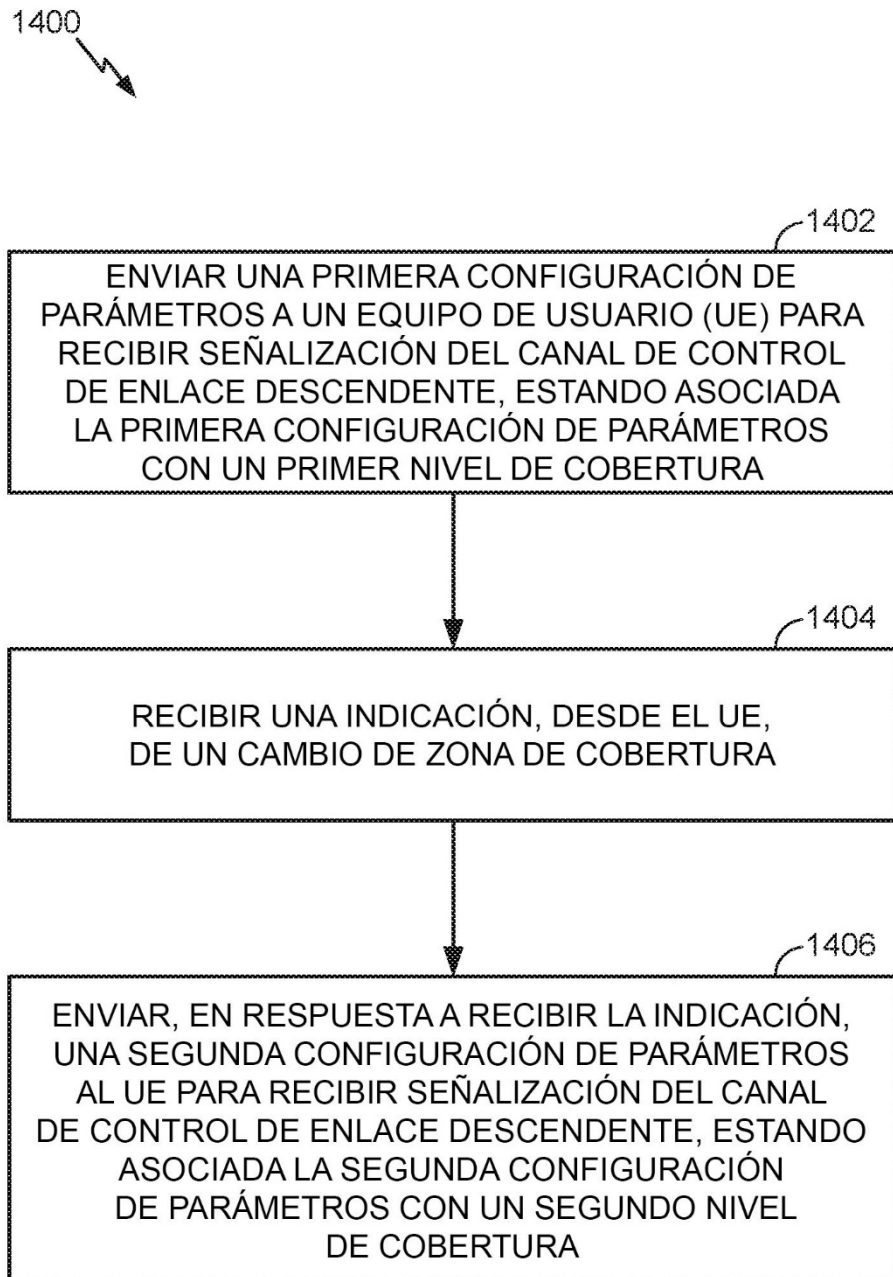 1400
1402
ENVIAR UNA PRIMERA CONFIGURACIÓN DE
PARÁMETROS A UN EQUIPO DE USUARIO (UE) PARA
RECIBIR SEÑALIZACIÓN DEL CANAL DE CONTROL
DE ENLACE DESCENDENTE, ESTANDO ASOCIADA
LA PRIMERA CONFIGURACIÓN DE PARÁMETROS
CON UN PRIMER NIVEL DE COBERTURA
1404
RECIBIR UNA INDICACIÓN, DESDE EL UE,
DE UN CAMBIO DE ZONA DE COBERTURA
1406
ENVIAR, EN RESPUESTA A RECIBIR LA INDICACIÓN,
UNA SEGUNDA CONFIGURACIÓN DE PARÁMETROS
AL UE PARA RECIBIR SEÑALIZACIÓN DEL CANAL
DE CONTROL DE ENLACE DESCENDENTE, ESTANDO
ASOCIADA LA SEGUNDA CONFIGURACIÓN
DE PARÁMETROS CON UN SEGUNDO NIVEL
DE COBERTURA